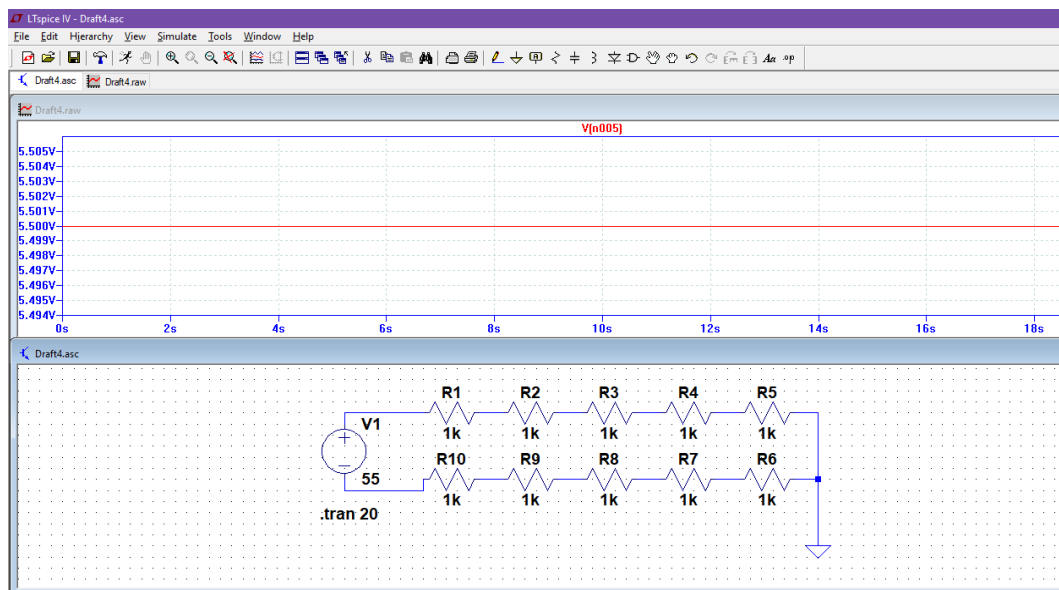 LTspice IV - Draft4.asc
File Edit Hierarchy View Simulate Tools Window Help
Aa .op
Draft4.asc Draft4.raw
Draft4.raw
V(n005)
5.505V
5.504V
5.503V
5.502V
5.501V
5.500V
5.499V
5.498V
5.497V
5.496V
5.495V
5.494V
0s 2s 4s 6s 8s 10s 12s 14s 16s 18s
Draft4.asc
R1 R2 R3 R4 R5
V1
1k 1k 1k 1k 1k
R10 R9 R8 R7 R6
55
1k 1k 1k 1k 1k
.tran 20